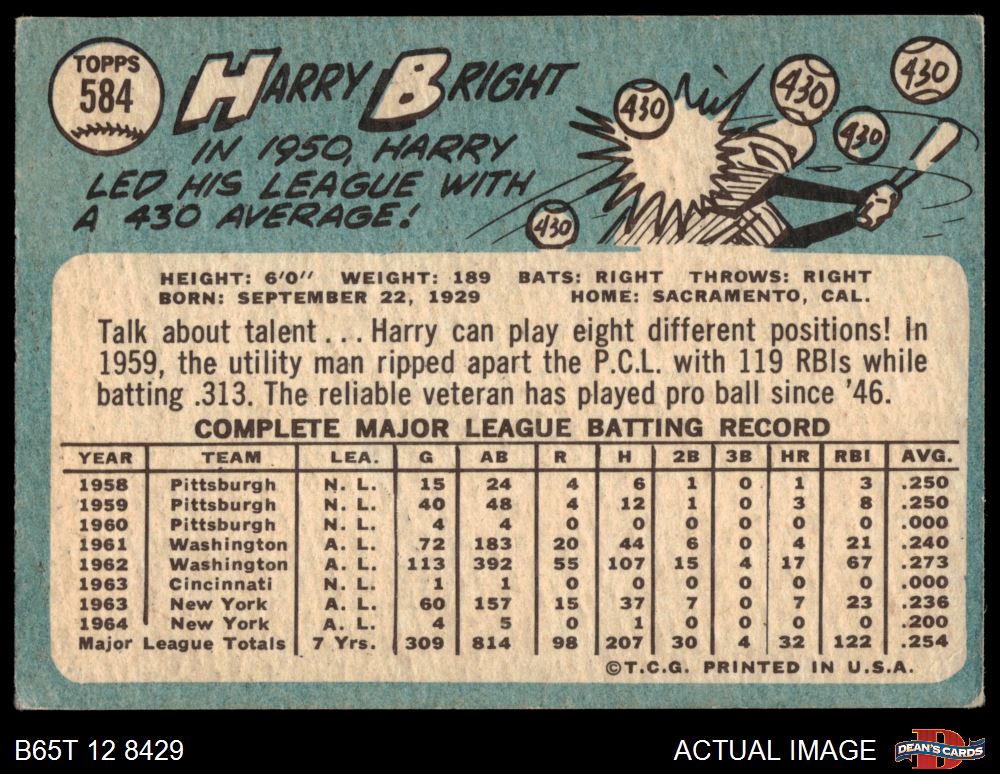 TOPPS
584
HARRY BRIGHT
IN 1950, HARRY
LED HIS LEAGUE WITH
A 430 AVERAGE!
430
430
430
430
430
HEIGHT: 6'0" WEIGHT: 189 BATS: RIGHT THROWS: RIGHT
BORN: SEPTEMBER 22, 1929 HOME: SACRAMENTO, CAL.
Talk about talent... Harry can play eight different positions! In
1959, the utility man ripped apart the P.C.L. with 119 RBIs while
batting .313. The reliable veteran has played pro ball since '46.
COMPLETE MAJOR LEAGUE BATTING RECORD
YEAR TEAM LEA. G AB R H 2B 3B HR RBI AVG.
1958 Pittsburgh N. L. 15 24 4 6 1 0 1 3 .250
1959 Pittsburgh N. L. 40 48 4 12 1 0 3 8 .250
1960 Pittsburgh N. L. 4 4 0 0 0 0 0 0 .000
1961 Washington A. L. 72 183 20 44 6 0 4 21 .240
1962 Washington A. L. 113 392 55 107 15 4 17 67 .273
1963 Cincinnati N. L. 1 1 0 0 0 0 0 0 .000
1963 New York A. L. 60 157 15 37 7 0 7 23 .236
1964 New York A. L. 4 5 0 1 0 0 0 0 .200
Major League Totals 7 Yrs. 309 814 98 207 30 4 32 122 .254
©T.C.G. PRINTED IN U.S.A.
B65T 12 8429
ACTUAL IMAGE
D
DEAN'S CARDS